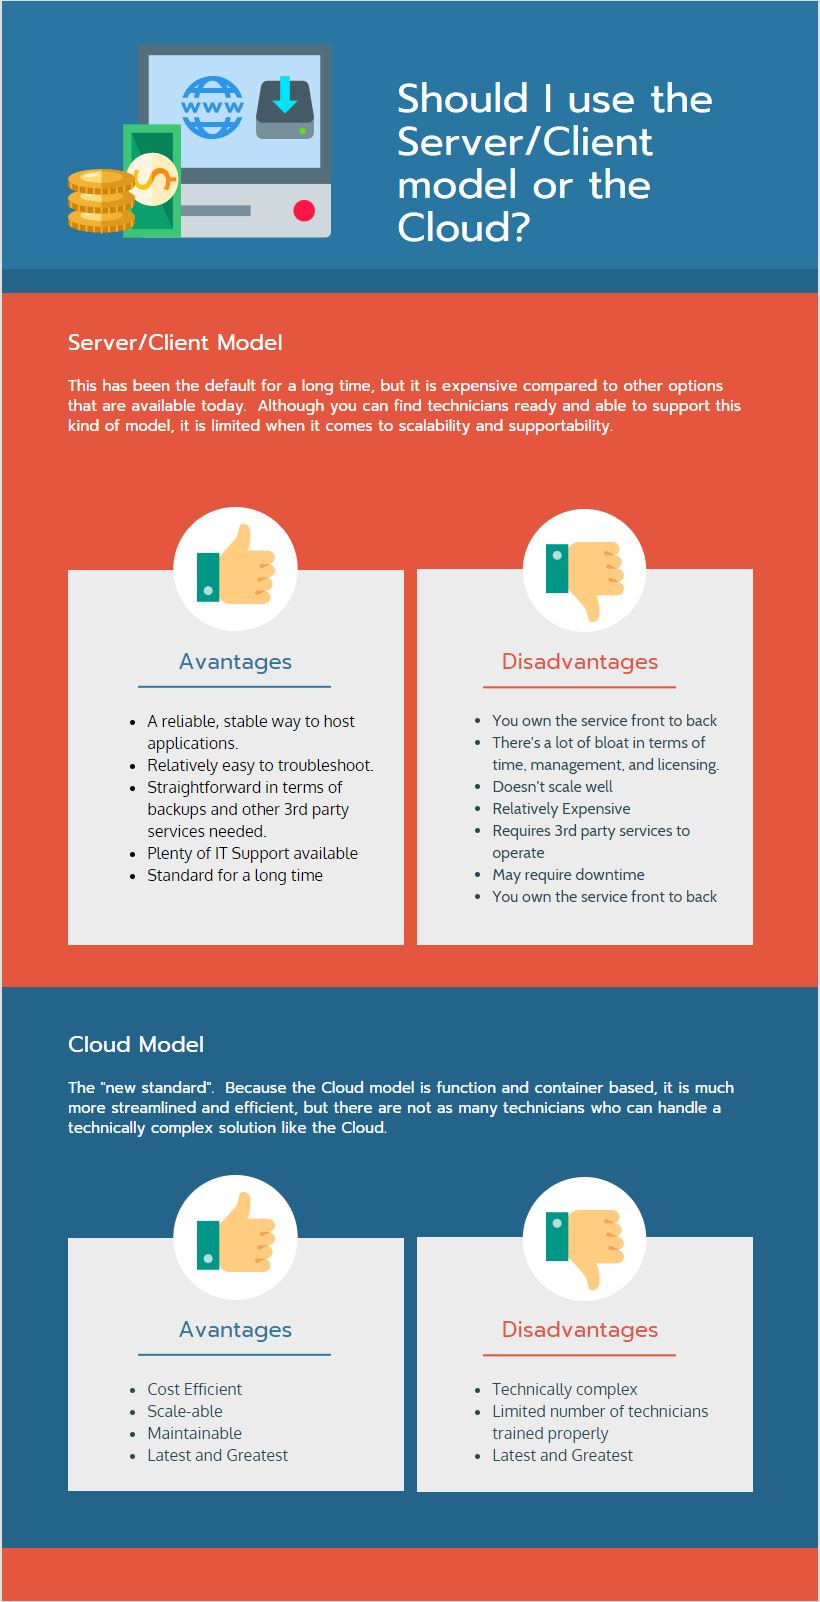 www
Should I use the
Server/Client
model or the
Cloud?
Server/Client Model
This has been the default for a long time, but it is expensive compared to other options
that are available today.  Although you can find technicians ready and able to support this
kind of model, it is limited when it comes to scalability and supportability.
Avantages
• A reliable, stable way to host
applications.
• Relatively easy to troubleshoot.
• Straightforward in terms of
backups and other 3rd party
services needed.
• Plenty of IT Support available
• Standard for a long time
Disadvantages
• You own the service front to back
• There's a lot of bloat in terms of
time, management, and licensing.
• Doesn't scale well
• Relatively Expensive
• Requires 3rd party services to
operate
• May require downtime
• You own the service front to back
Cloud Model
The "new standard".  Because the Cloud model is function and container based, it is much
more streamlined and efficient, but there are not as many technicians who can handle a
technically complex solution like the Cloud.
Avantages
• Cost Efficient
• Scale-able
• Maintainable
• Latest and Greatest
Disadvantages
• Technically complex
• Limited number of technicians
trained properly
• Latest and Greatest